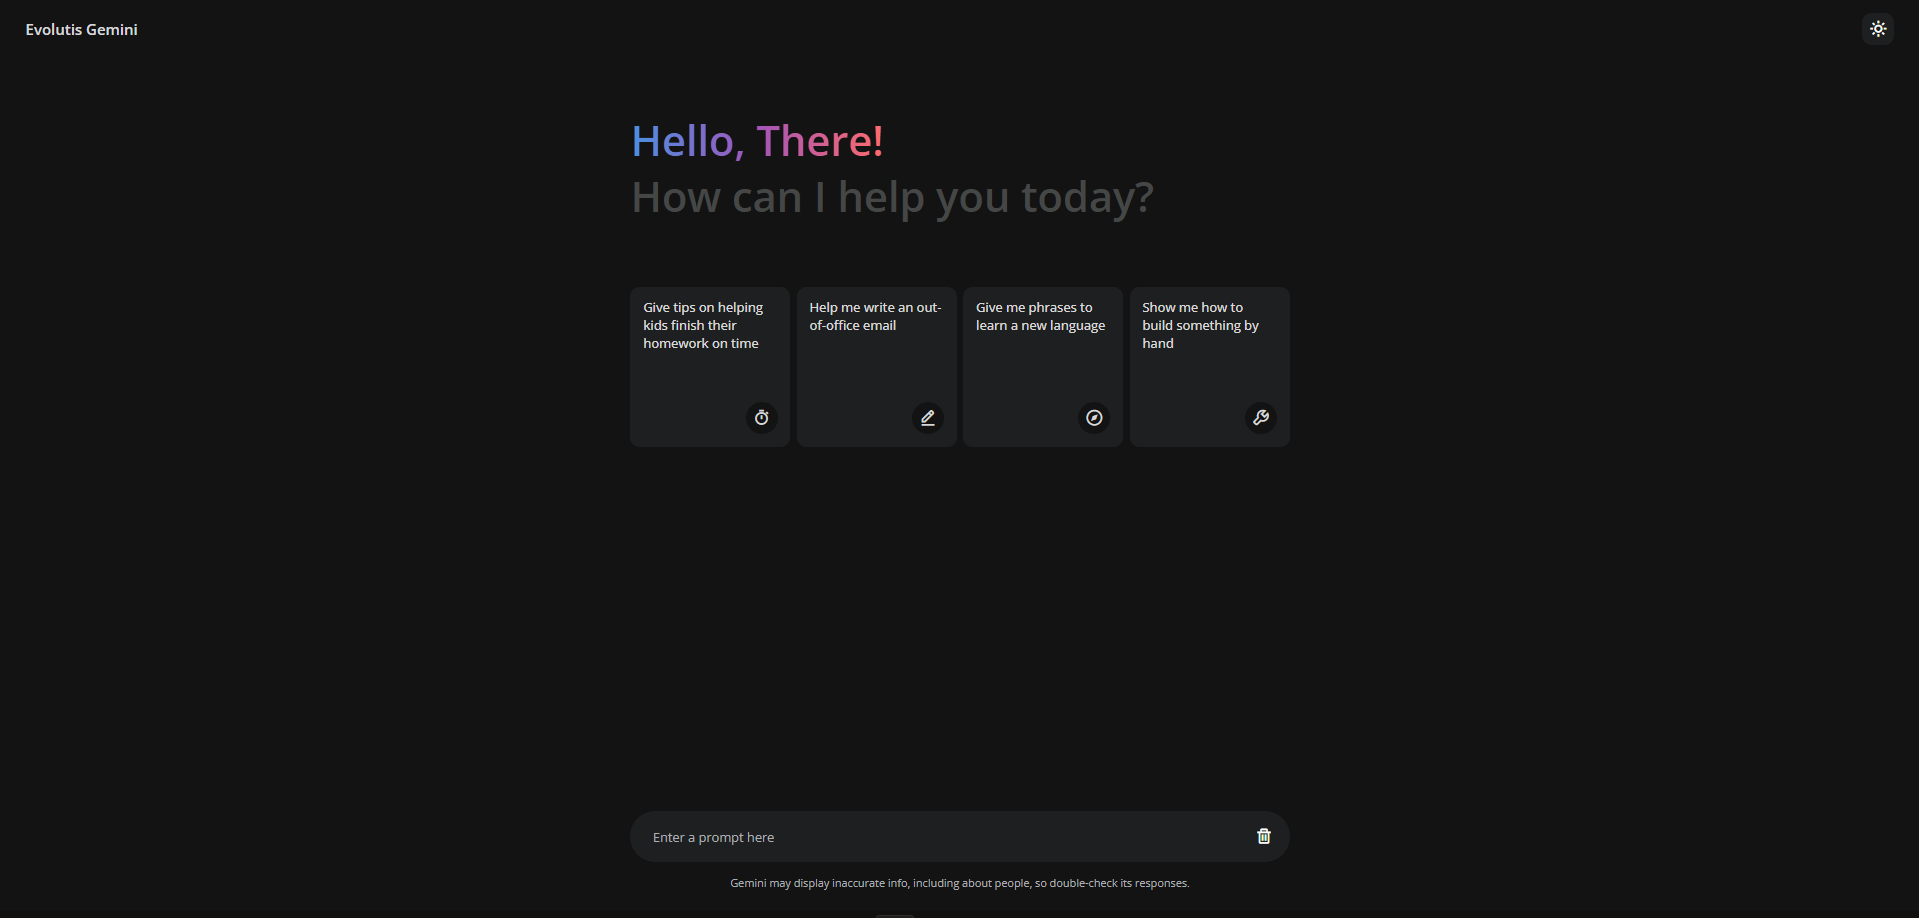 Evolutis Gemini
Hello, There!
How can I help you today?
Give tips on helping
kids finish their
homework on time
Help me write an out-
of-office email
Give me phrases to
learn a new language
Show me how to
build something by
hand
Enter a prompt here
Gemini may display inaccurate info, including about people, so double-check its responses.